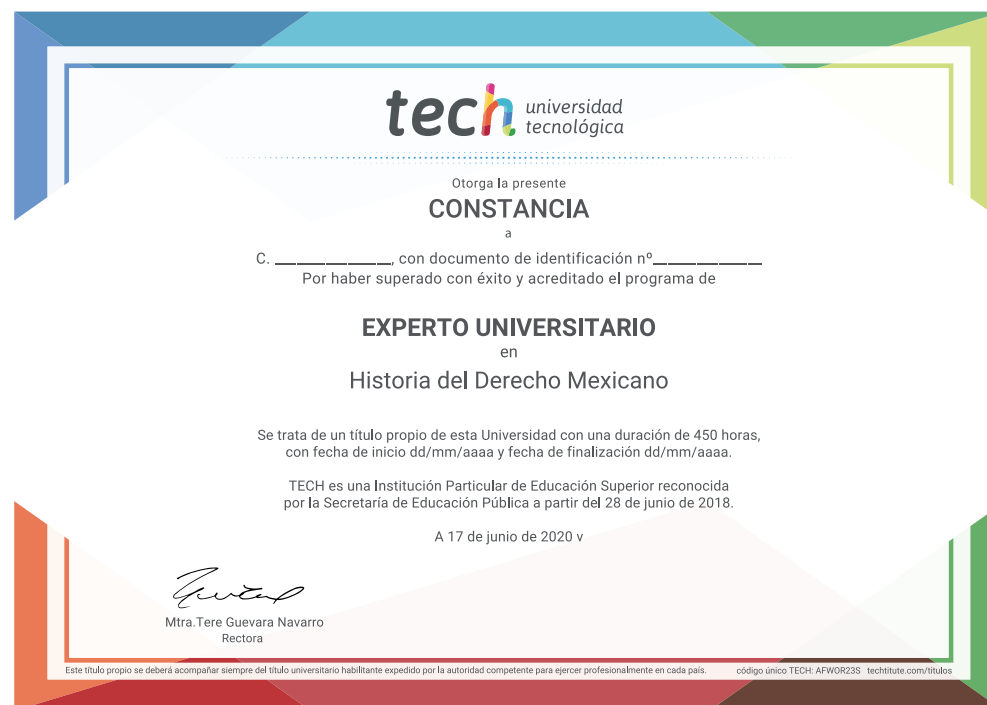 tech universidad
tecnológica
Otorga la presente
CONSTANCIA
a
C. ______________, con documento de identificación nº_____________
Por haber superado con éxito y acreditado el programa de
EXPERTO UNIVERSITARIO
en
Historia del Derecho Mexicano
Se trata de un título propio de esta Universidad con una duración de 450 horas,
con fecha de inicio dd/mm/aaaa y fecha de finalización dd/mm/aaaa.
TECH es una Institución Particular de Educación Superior reconocida
por la Secretaría de Educación Pública a partir del 28 de junio de 2018.
A 17 de junio de 2020 v
Mtra.Tere Guevara Navarro
Rectora
Este título propio se deberá acompañar siempre del título universitario habilitante expedido por la autoridad competente para ejercer profesionalmente en cada país. código único TECH: AFWOR23S techtitute.com/titulos